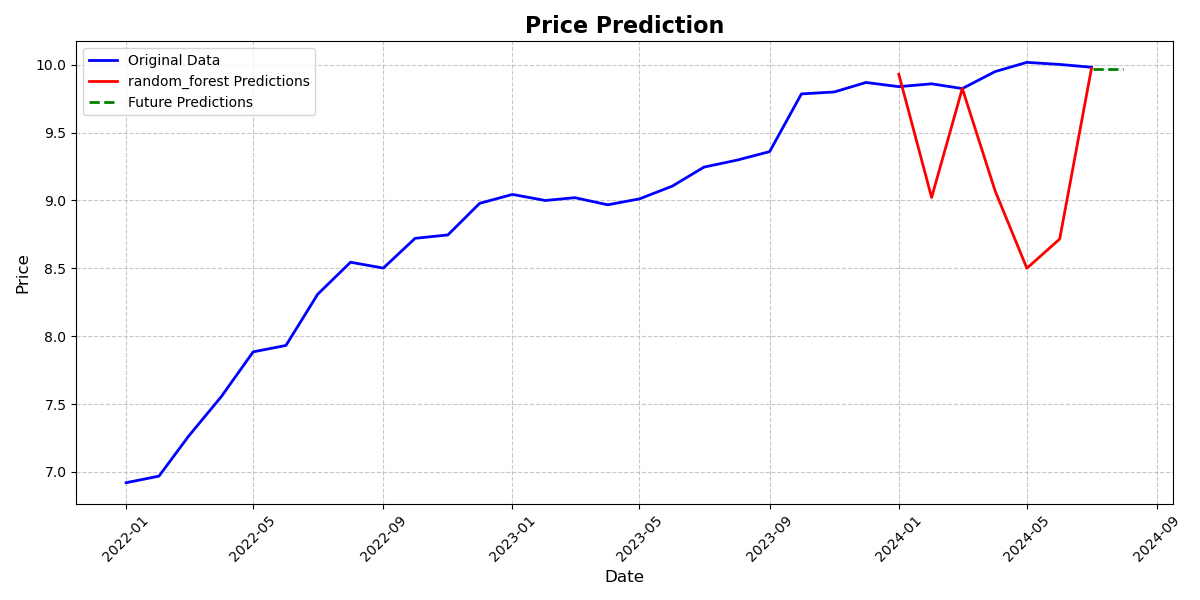 Price Prediction
Original Data
random_forest Predictions
Future Predictions
Price
10.0
9.5
9.0
8.5
8.0
7.5
7.0
2022-01
2022-05
2022-09
2023-01
2023-05
2023-09
2024-01
2024-05
2024-09
Date